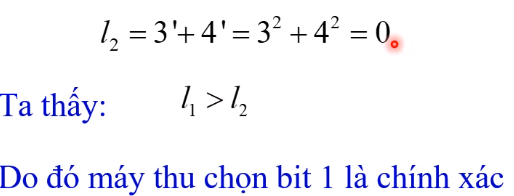 l₂ = 3' + 4' = 3² + 4² = 0
Ta thấy: l₁ > l₂
Do đó máy thu chọn bit 1 là chính xác